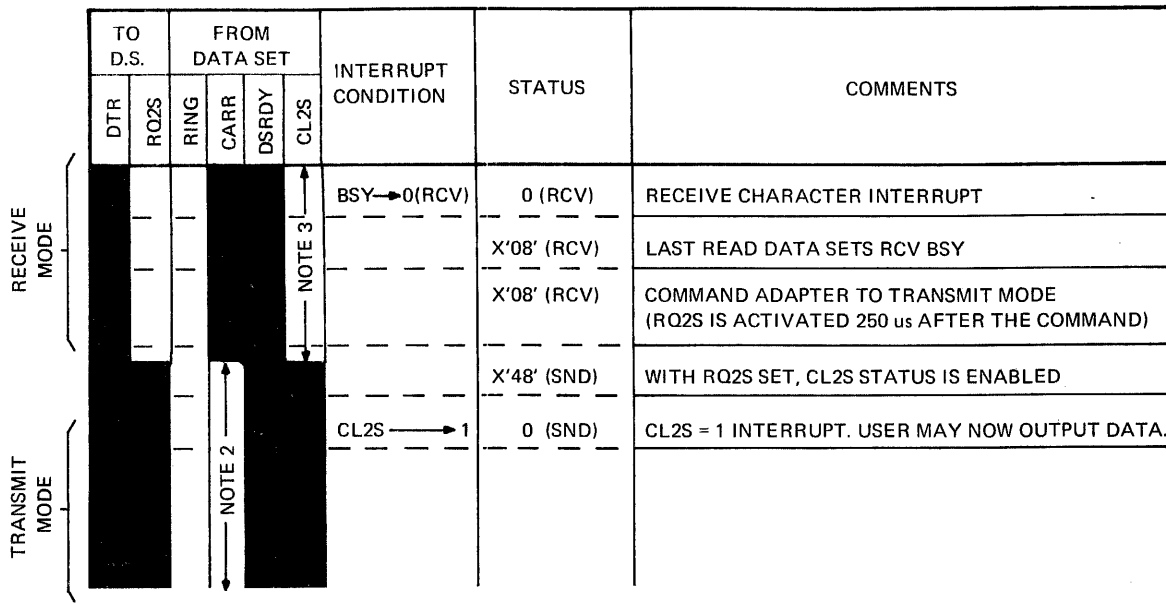 TO
D.S.
FROM
DATA SET
DTR
RQ2S
RING
CARR
DSRDY
CL2S
INTERRUPT
CONDITION
STATUS
COMMENTS
RECEIVE
MODE
NOTE 3
BSY→0(RCV) 0 (RCV) RECEIVE CHARACTER INTERRUPT
X'08' (RCV) LAST READ DATA SETS RCV BSY
X'08' (RCV) COMMAND ADAPTER TO TRANSMIT MODE
(RQ2S IS ACTIVATED 250 us AFTER THE COMMAND)
X'48' (SND) WITH RQ2S SET, CL2S STATUS IS ENABLED
TRANSMIT
MODE
NOTE 2
CL2S → 1 0 (SND) CL2S = 1 INTERRUPT. USER MAY NOW OUTPUT DATA.